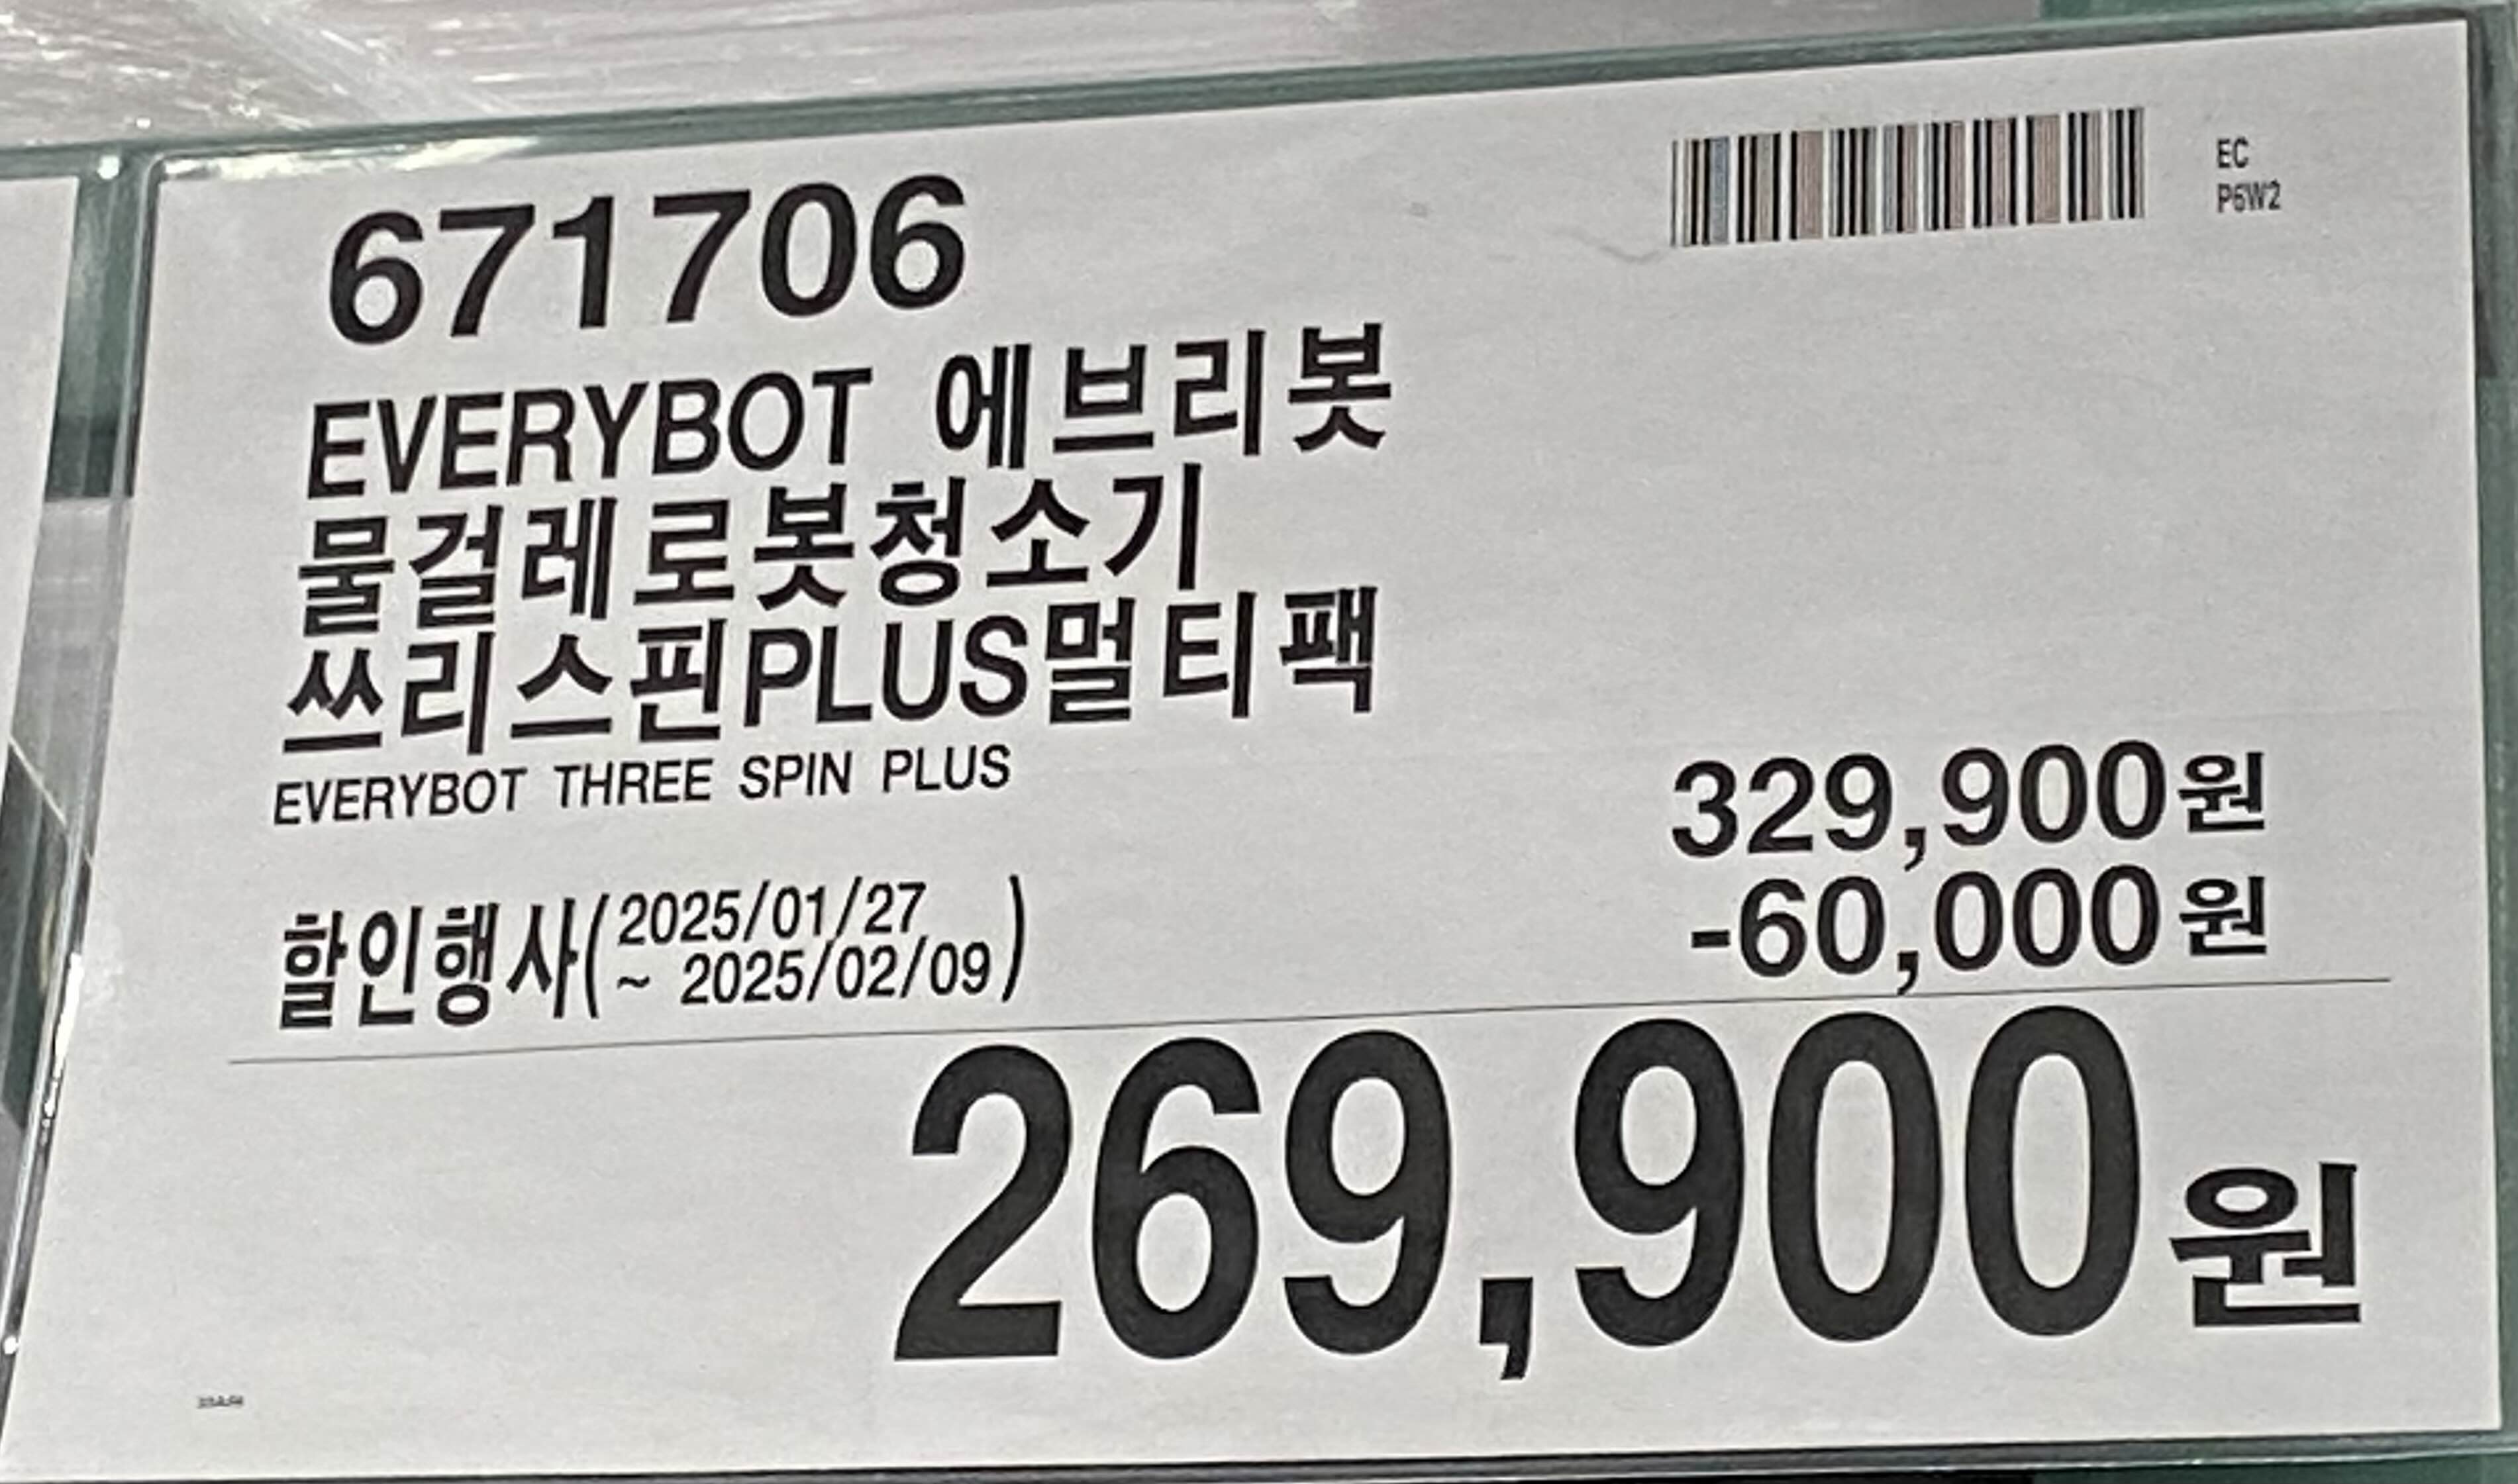 671706
EC
P6W2
EVERYBOT 에브리봇
물걸레로봇청소기
쓰리스핀PLUS멀티팩
EVERYBOT THREE SPIN PLUS
329,900원
할인행사(2025/01/27
~ 2025/02/09)
-60,000원
269,900원